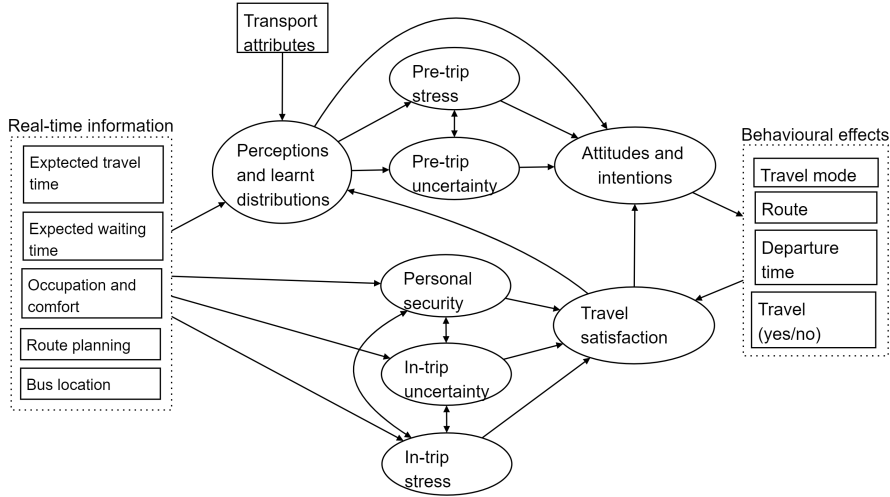 Transport
attributes
Real-time information
Exptected travel
time
Expected waiting
time
Occupation and
comfort
Route planning
Bus location
Perceptions
and learnt
distributions
Pre-trip
stress
Pre-trip
uncertainty
Attitudes and
intentions
Personal
security
In-trip
uncertainty
In-trip
stress
Travel
satisfaction
Behavioural effects
Travel mode
Route
Departure
time
Travel
(yes/no)